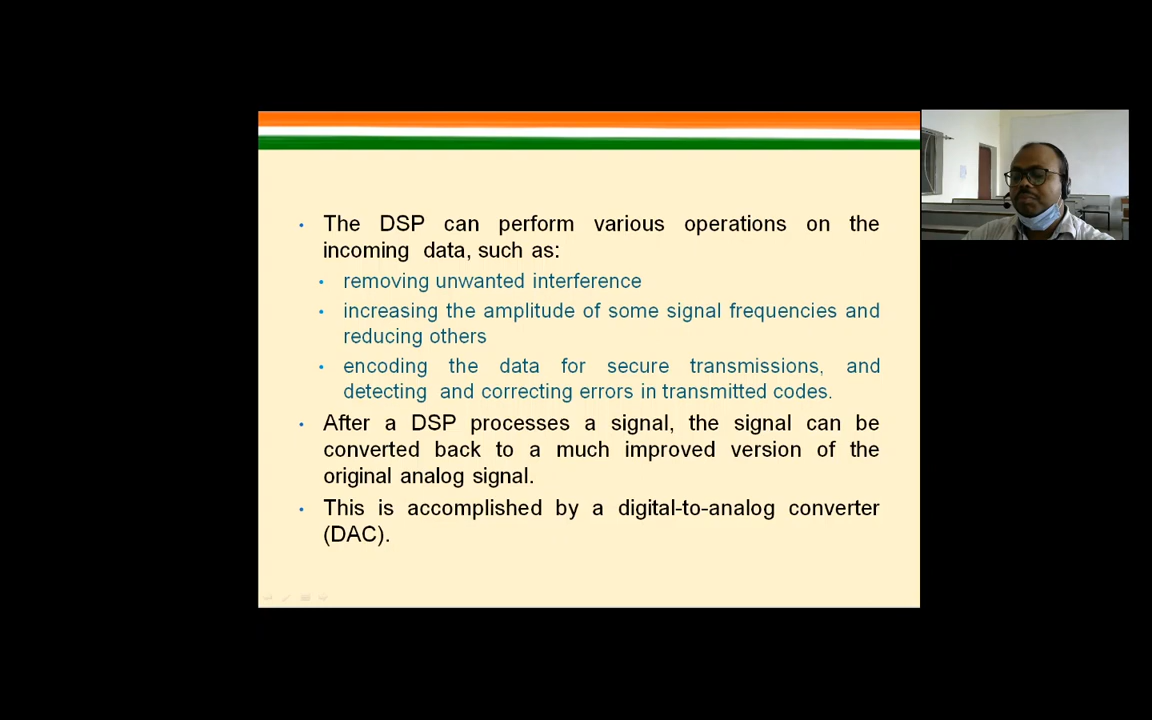 The DSP can perform various operations on the
incoming data, such as:
removing unwanted interference
increasing the amplitude of some signal frequencies and
reducing others
encoding the data for secure transmissions, and
detecting and correcting errors in transmitted codes.
After a DSP processes a signal, the signal can be
converted back to a much improved version of the
original analog signal.
This is accomplished by a digital-to-analog converter
(DAC).